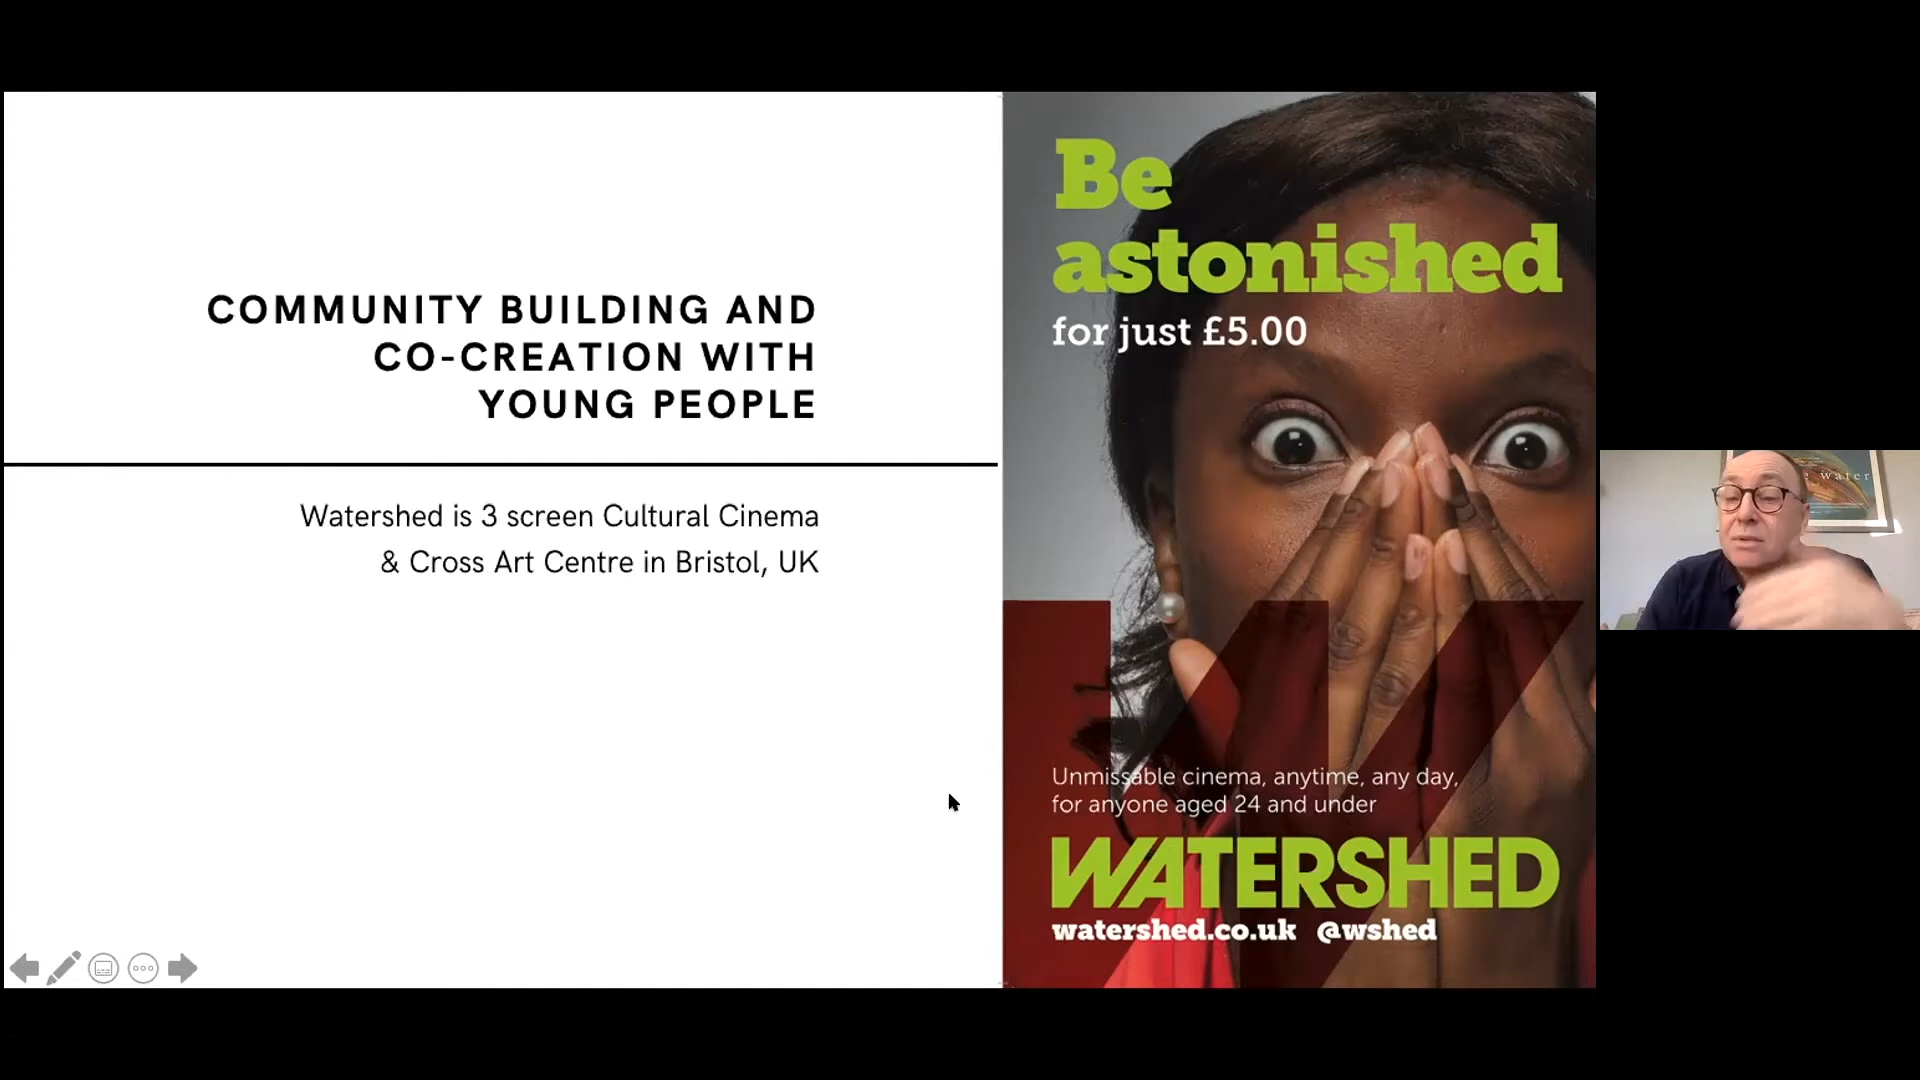 COMMUNITY BUILDING AND
CO-CREATION WITH
YOUNG PEOPLE
Watershed is 3 screen Cultural Cinema
& Cross Art Centre in Bristol, UK
Be
astonished
for just £5.00
Unmissable cinema, anytime, any day,
for anyone aged 24 and under
WATERSHED
watershed.co.uk @wshed
water